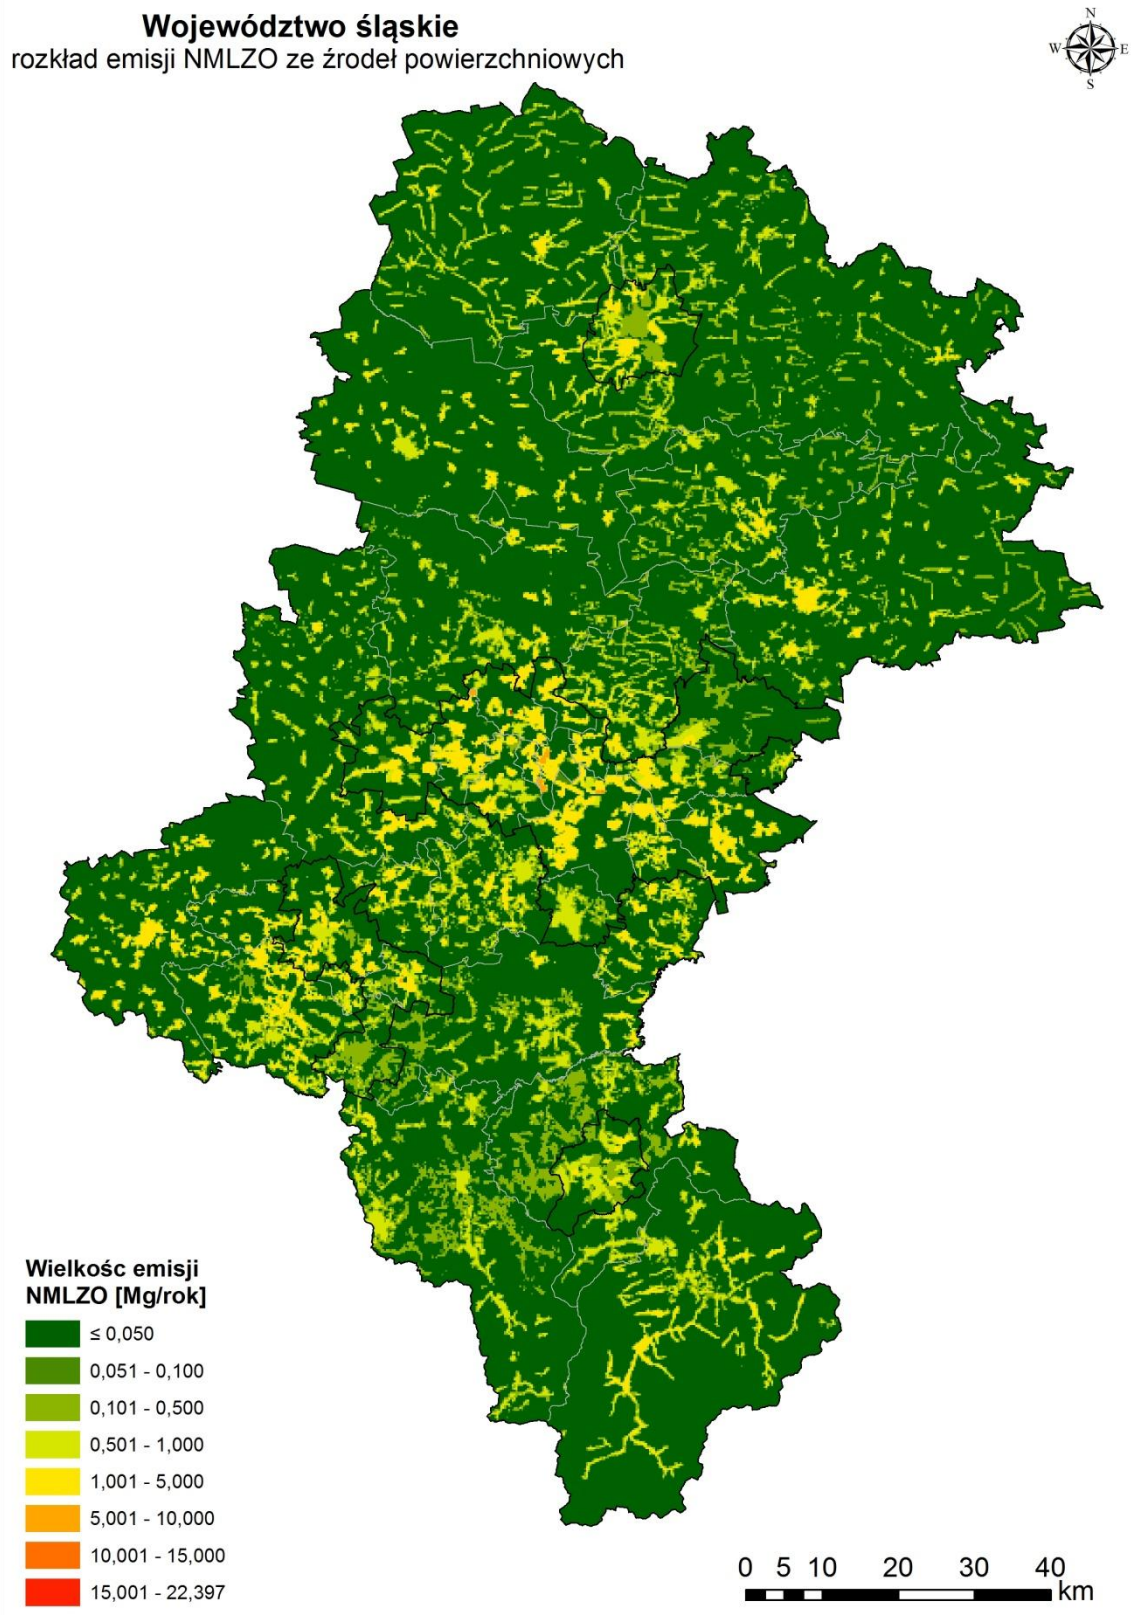 Województwo śląskie
rozkład emisji NMLZO ze źrodeł powierzchniowych
N
W E
S
Wielkośc emisji
NMLZO [Mg/rok]
≤ 0,050
0,051 - 0,100
0,101 - 0,500
0,501 - 1,000
1,001 - 5,000
5,001 - 10,000
10,001 - 15,000
15,001 - 22,397
0 5 10 20 30 40
km